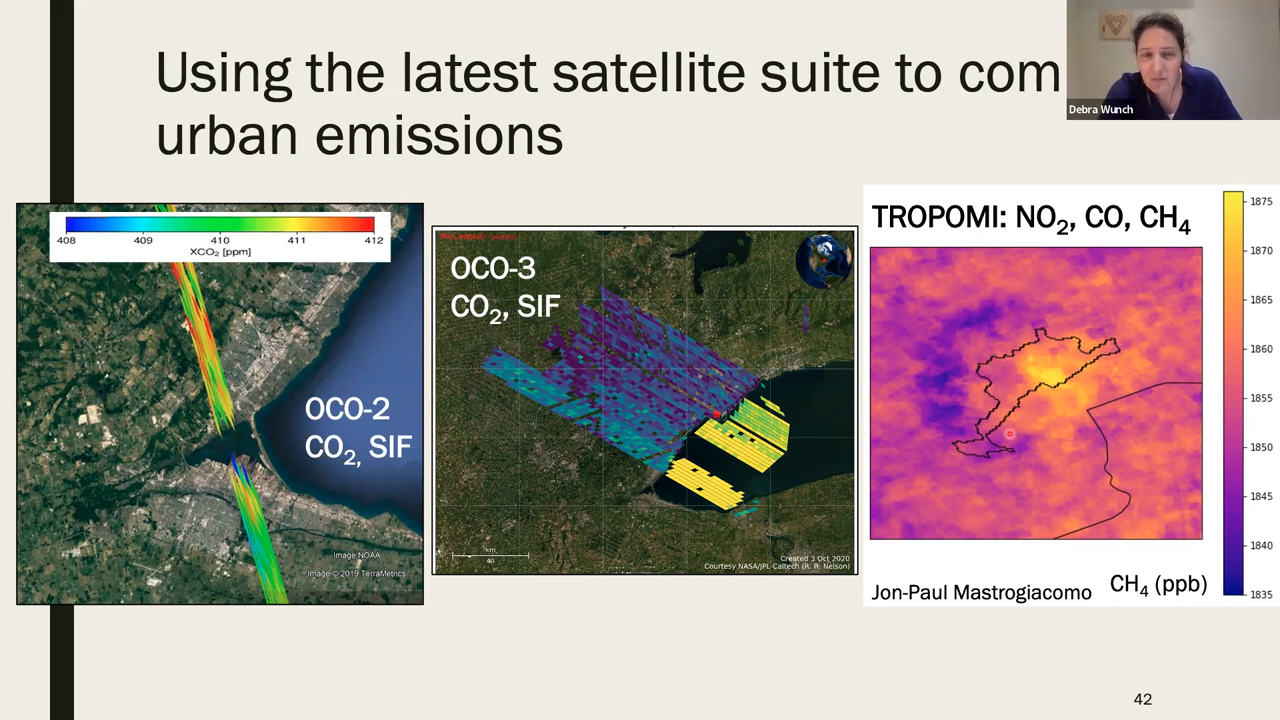 Using the latest satellite suite to com
urban emissions
Debra Wunch
408 409 410 411 412
XCO₂ [ppm]
OCO-2
CO₂, SIF
Image NOAA
Image © 2019 TerraMetrics
OCO-3
CO₂, SIF
km
40
Created 3 Oct 2020
Courtesy NASA/JPL-Caltech (R. R. Nelson)
TROPOMI: NO₂, CO, CH₄
1875
1870
1865
1860
1855
1850
1845
1840
1835
Jon-Paul Mastrogiacomo
CH₄ (ppb)
42